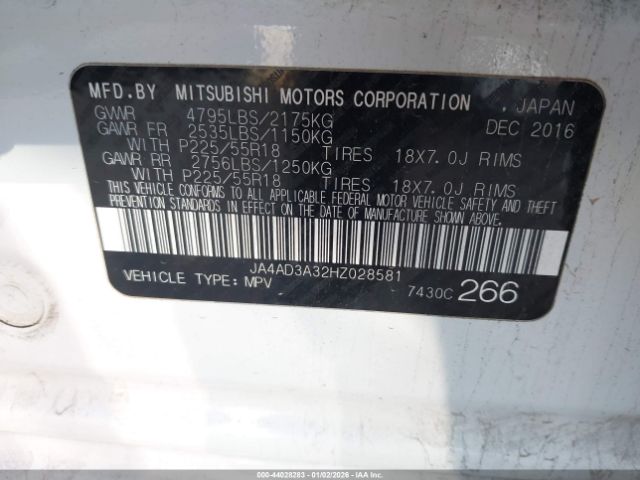 MFD.BY MITSUBISHI MOTORS CORPORATION , JAPAN
GVWR 4795LBS/2175KG DEC 2016
GAWR FR 2535LBS/1150KG
WITH P225/55R18 TIRES 18X7.0J RIMS
GAWR RR 2756LBS/1250KG
WITH P225/55R18 TIRES 18X7.0J RIMS
THIS VEHICLE CONFORMS TO ALL APPLICABLE FEDERAL MOTOR VEHICLE SAFETY AND THEFT
PREVENTION STANDARDS IN EFFECT ON THE DATE OF MANUFACTURE SHOWN ABOVE.
JA4AD3A32HZ028581
VEHICLE TYPE: MPV 7430C 266
000-44028283 - 01/02/2026 - IAAI.COM